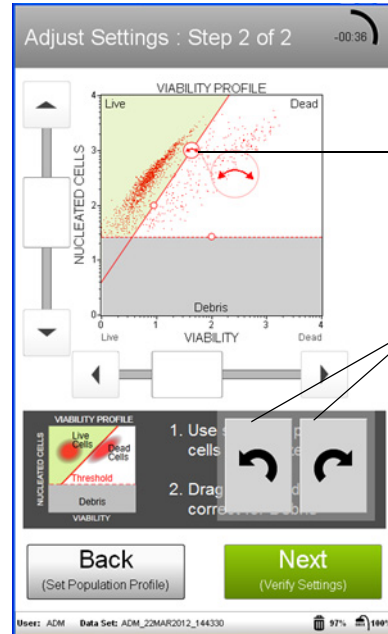 Adjust Settings : Step 2 of 2
-00:36
VIABILITY PROFILE
Live
Dead
NUCLEATED CELLS
4
3
2
1
0
Debris
0 1 2 3 4
Live VIABILITY Dead
VIABILITY PROFILE
NUCLEATED CELLS
Live
Cells
Dead
Cells
Threshold
Debris
VIABILITY
1. Use
cells
2. Drag
Back
(Set Population Profile)
Next
(Verify Settings)
User: ADM Data Set: ADM_22MAR2012_144330 97% 100%